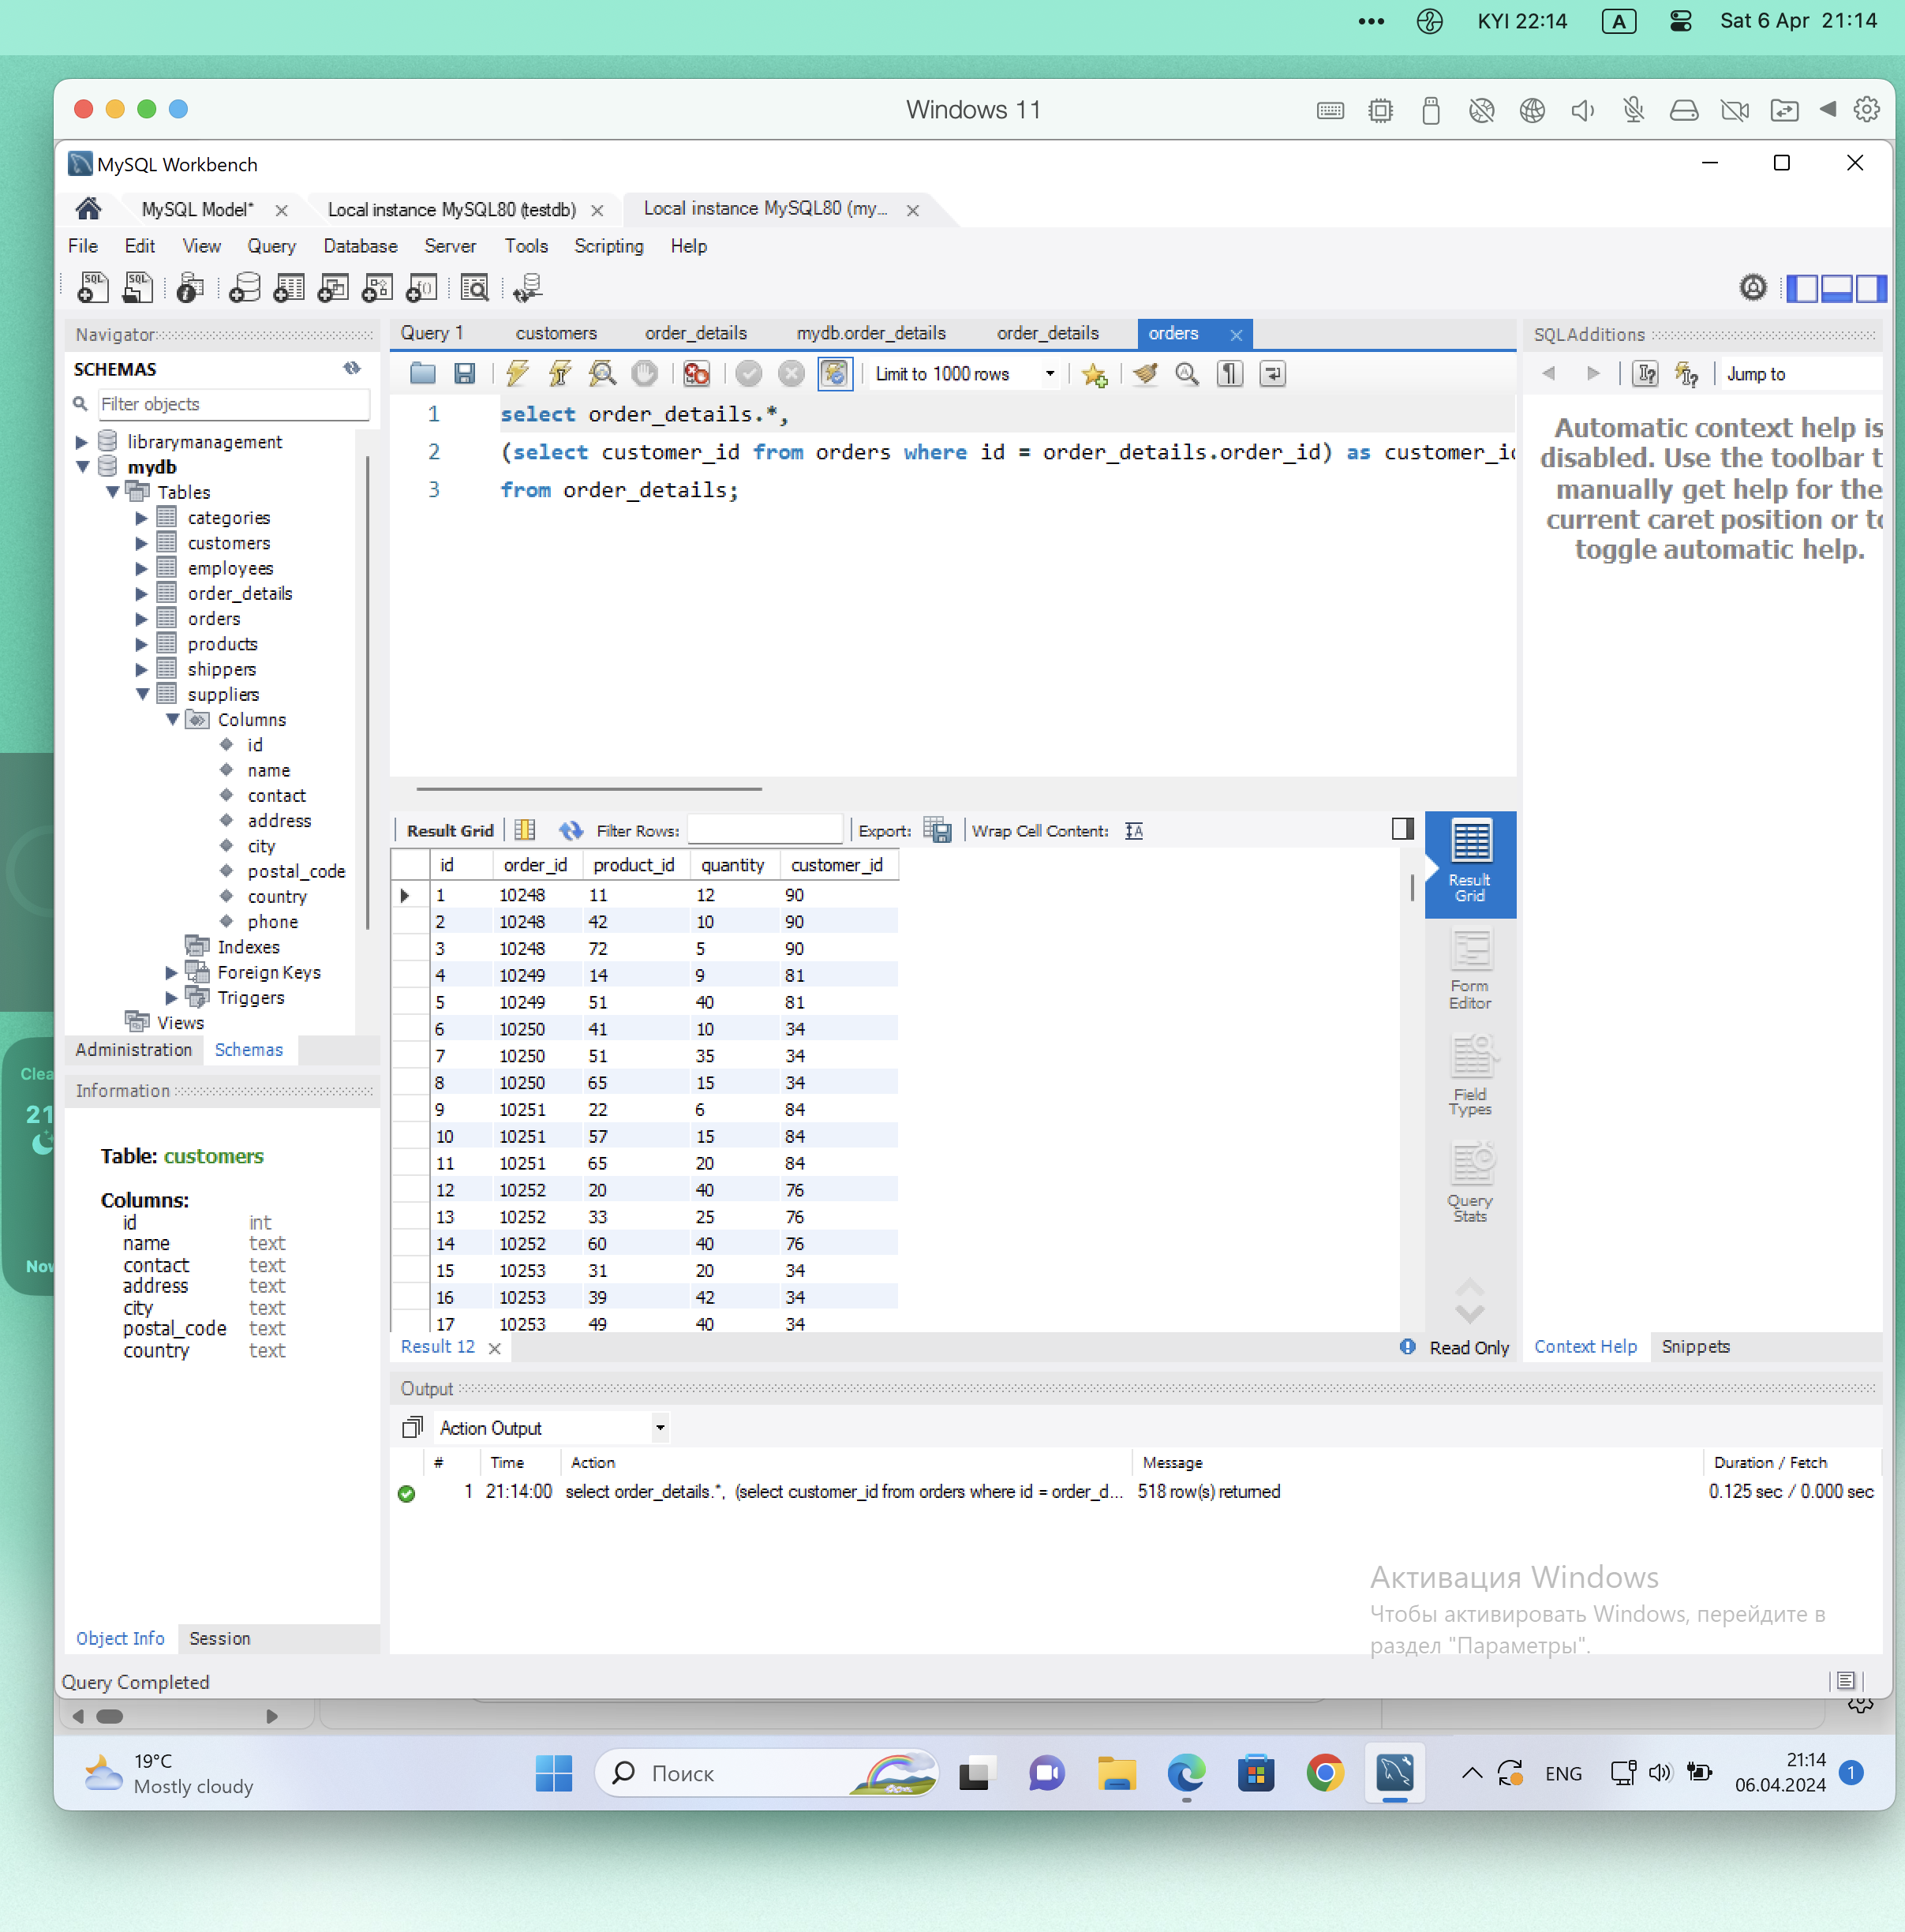 KYI 22:14
A
Sat 6 Apr 21:14
Windows 11
MySQL Workbench
MySQL Model*
Local instance MySQL80 (testdb)
Local instance MySQL80 (my...
File Edit View Query Database Server Tools Scripting Help
Navigator
SCHEMAS
Filter objects
librarymanagement
mydb
Tables
categories
customers
employees
order_details
orders
products
shippers
suppliers
Columns
id
name
contact
address
city
postal_code
country
phone
Indexes
Foreign Keys
Triggers
Views
Administration Schemas
Information
Table: customers
Columns:
id int
name text
contact text
address text
city text
postal_code text
country text
Object Info Session
Query 1 customers order_details mydb.order_details order_details orders
Limit to 1000 rows
1 select order_details.*,
2 (select customer_id from orders where id = order_details.order_id) as customer_id
3 from order_details;
Result Grid Filter Rows: Export: Wrap Cell Content:
id order_id product_id quantity customer_id
1 10248 11 12 90
2 10248 42 10 90
3 10248 72 5 90
4 10249 14 9 81
5 10249 51 40 81
6 10250 41 10 34
7 10250 51 35 34
8 10250 65 15 34
9 10251 22 6 84
10 10251 57 15 84
11 10251 65 20 84
12 10252 20 40 76
13 10252 33 25 76
14 10252 60 40 76
15 10253 31 20 34
16 10253 39 42 34
17 10253 49 40 34
Result
Grid
Form
Editor
Field
Types
Query
Stats
Result 12
Read Only
SQLAdditions
Jump to
Automatic context help is
disabled. Use the toolbar t
manually get help for the
current caret position or to
toggle automatic help.
Context Help Snippets
Output
Action Output
# Time Action Message Duration / Fetch
1 21:14:00 select order_details.*, (select customer_id from orders where id = order_d... 518 row(s) returned 0.125 sec / 0.000 sec
Активация Windows
Чтобы активировать Windows, перейдите в
раздел "Параметры".
Query Completed
Clea
21
Now
19°C
Mostly cloudy
Поиск
ENG
21:14
06.04.2024
1